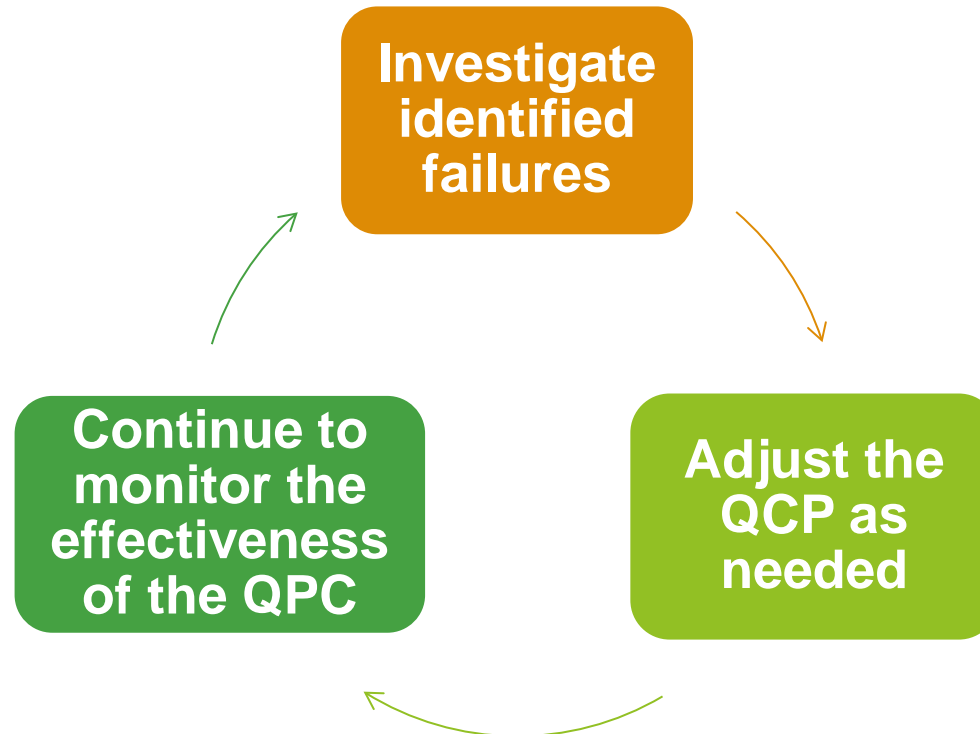 Investigate
identified
failures
Adjust the
QCP as
needed
Continue to
monitor the
effectiveness
of the QPC